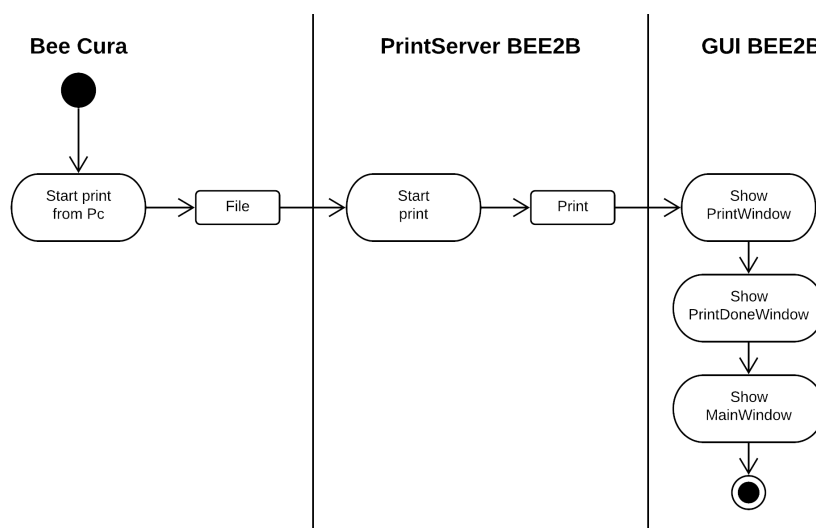 Bee Cura
PrintServer BEE2B
GUI BEE2B
Start print
from Pc
File
Start
print
Print
Show
PrintWindow
Show
PrintDoneWindow
Show
MainWindow